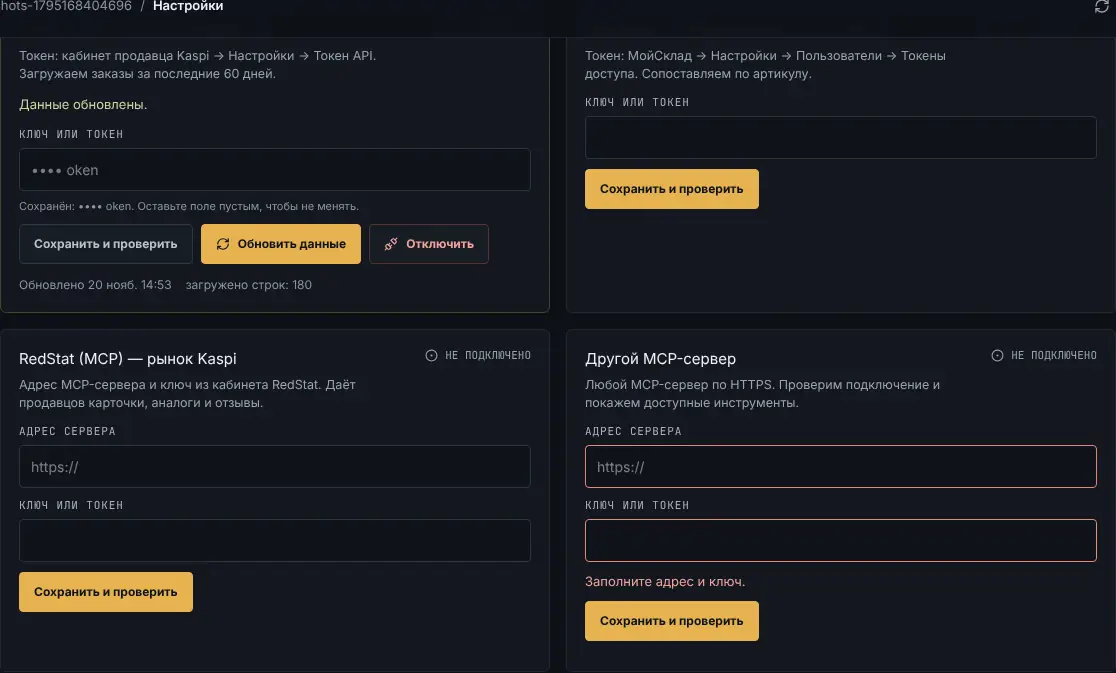 hots-1795168404696 / Настройки
Токен: кабинет продавца Kaspi → Настройки → Токен API.
Загружаем заказы за последние 60 дней.
Данные обновлены.
КЛЮЧ ИЛИ ТОКЕН
•••• oken
Сохранён: •••• oken. Оставьте поле пустым, чтобы не менять.
Сохранить и проверить
Обновить данные
Отключить
Обновлено 20 нояб. 14:53 загружено строк: 180
Токен: МойСклад → Настройки → Пользователи → Токены
доступа. Сопоставляем по артикулу.
КЛЮЧ ИЛИ ТОКЕН
Сохранить и проверить
RedStat (MCP) — рынок Kaspi
НЕ ПОДКЛЮЧЕНО
Адрес MCP-сервера и ключ из кабинета RedStat. Даёт
продавцов карточки, аналоги и отзывы.
АДРЕС СЕРВЕРА
https://
КЛЮЧ ИЛИ ТОКЕН
Сохранить и проверить
Другой MCP-сервер
НЕ ПОДКЛЮЧЕНО
Любой MCP-сервер по HTTPS. Проверим подключение и
покажем доступные инструменты.
АДРЕС СЕРВЕРА
https://
КЛЮЧ ИЛИ ТОКЕН
Заполните адрес и ключ.
Сохранить и проверить